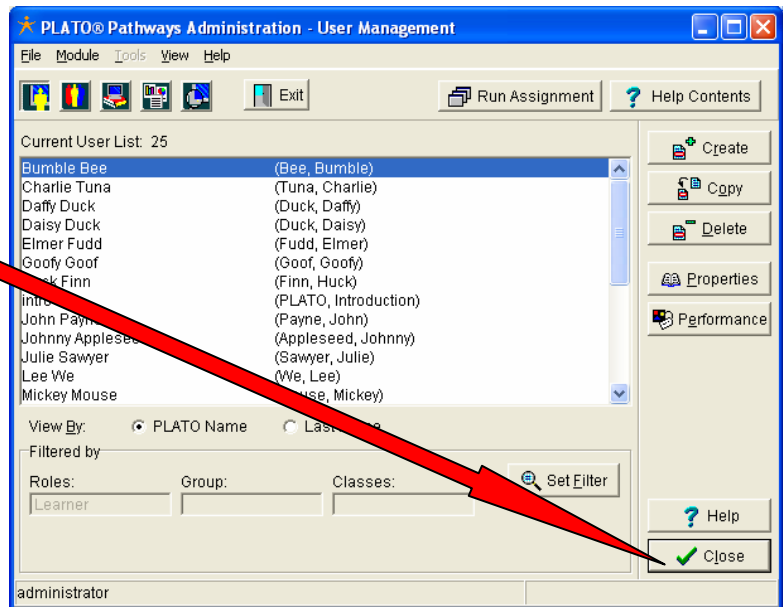 PLATO® Pathways Administration - User Management
File Module Tools View Help
Exit Run Assignment ? Help Contents
Current User List: 25
Bumble Bee (Bee, Bumble)
Charlie Tuna (Tuna, Charlie)
Daffy Duck (Duck, Daffy)
Daisy Duck (Duck, Daisy)
Elmer Fudd (Fudd, Elmer)
Goofy Goof (Goof, Goofy)
Finn (Finn, Huck)
(PLATO, Introduction)
John (Payne, John)
Johnny (Appleseed, Johnny)
Julie Sawyer (Sawyer, Julie)
Lee We (We, Lee)
Mickey Mouse Mickey)
View By: PLATO Name
Filtered by
Roles: Group: Classes: Set Filter
Learner
Create
Copy
Delete
Properties
Performance
? Help
Close
administrator